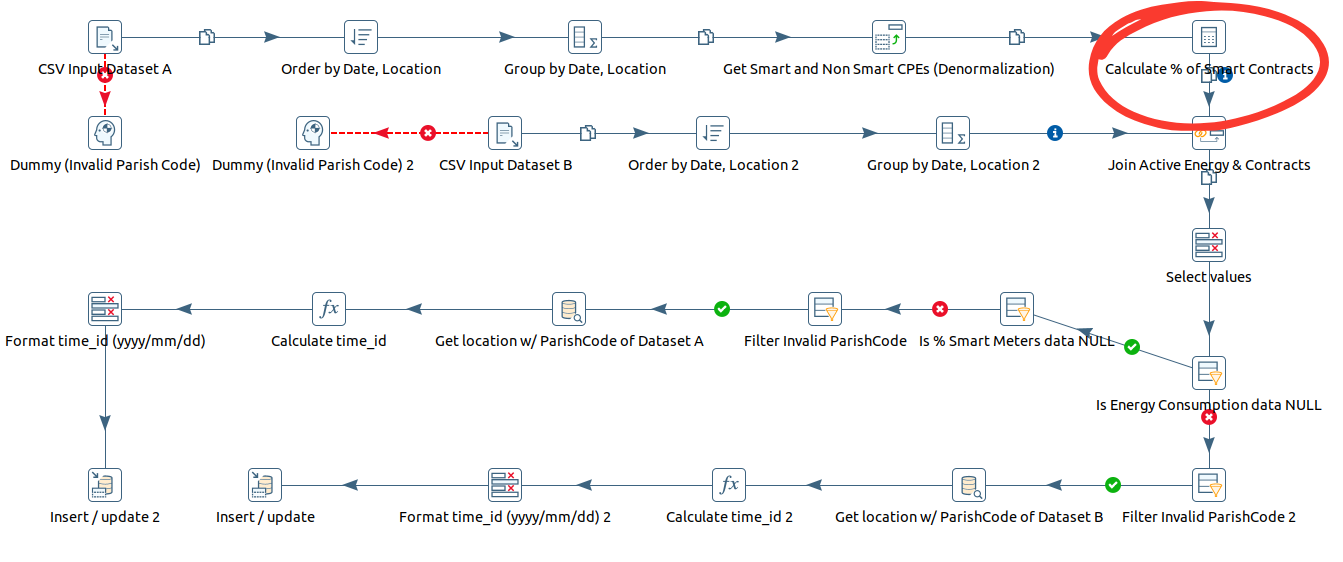 CSV Input Dataset A
Order by Date, Location
Group by Date, Location
Get Smart and Non Smart CPEs (Denormalization)
Calculate % of Smart Contracts
Dummy (Invalid Parish Code)
Dummy (Invalid Parish Code) 2
CSV Input Dataset B
Order by Date, Location 2
Group by Date, Location 2
Join Active Energy & Contracts
Select values
Format time_id (yyyy/mm/dd)
fx
Calculate time_id
Get location w/ ParishCode of Dataset A
Filter Invalid ParishCode
Is % Smart Meters data NULL
Is Energy Consumption data NULL
Insert / update 2
Insert / update
Format time_id (yyyy/mm/dd) 2
fx
Calculate time_id 2
Get location w/ ParishCode of Dataset B
Filter Invalid ParishCode 2